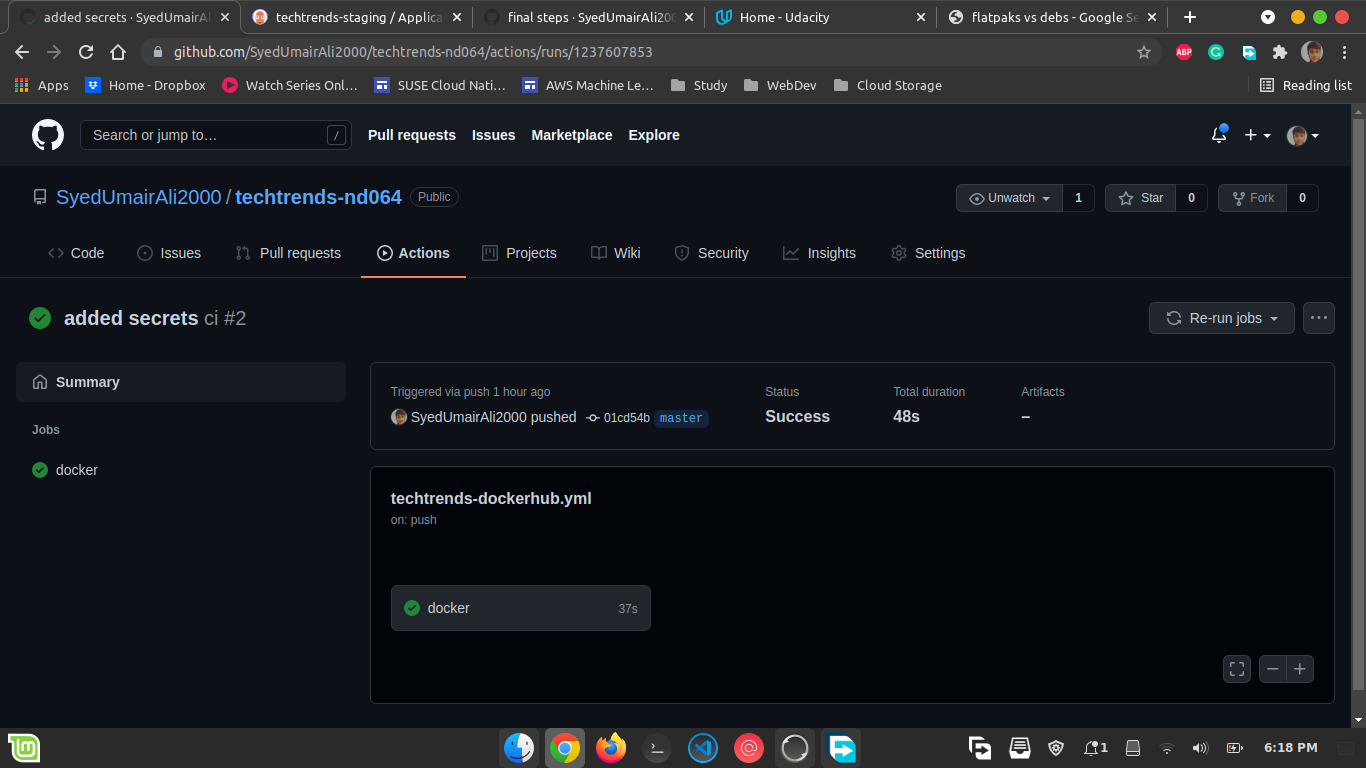 added secrets · SyedUmairAl
techtrends-staging / Applica
final steps · SyedUmairAli200
Home - Udacity
flatpaks vs debs - Google Se
github.com/SyedUmairAli2000/techtrends-nd064/actions/runs/1237607853
ABP
Apps
Home - Dropbox
Watch Series Onl…
SUSE Cloud Nati…
AWS Machine Le…
Study
WebDev
Cloud Storage
Reading list
Search or jump to…
/
Pull requests
Issues
Marketplace
Explore
SyedUmairAli2000 / techtrends-nd064
Public
Unwatch
1
Star
0
Fork
0
Code
Issues
Pull requests
Actions
Projects
Wiki
Security
Insights
Settings
added secrets ci #2
Re-run jobs
Summary
Triggered via push 1 hour ago
Status
Total duration
Artifacts
SyedUmairAli2000 pushed
01cd54b
master
Success
48s
–
Jobs
docker
techtrends-dockerhub.yml
on: push
docker
37s
1
6:18 PM